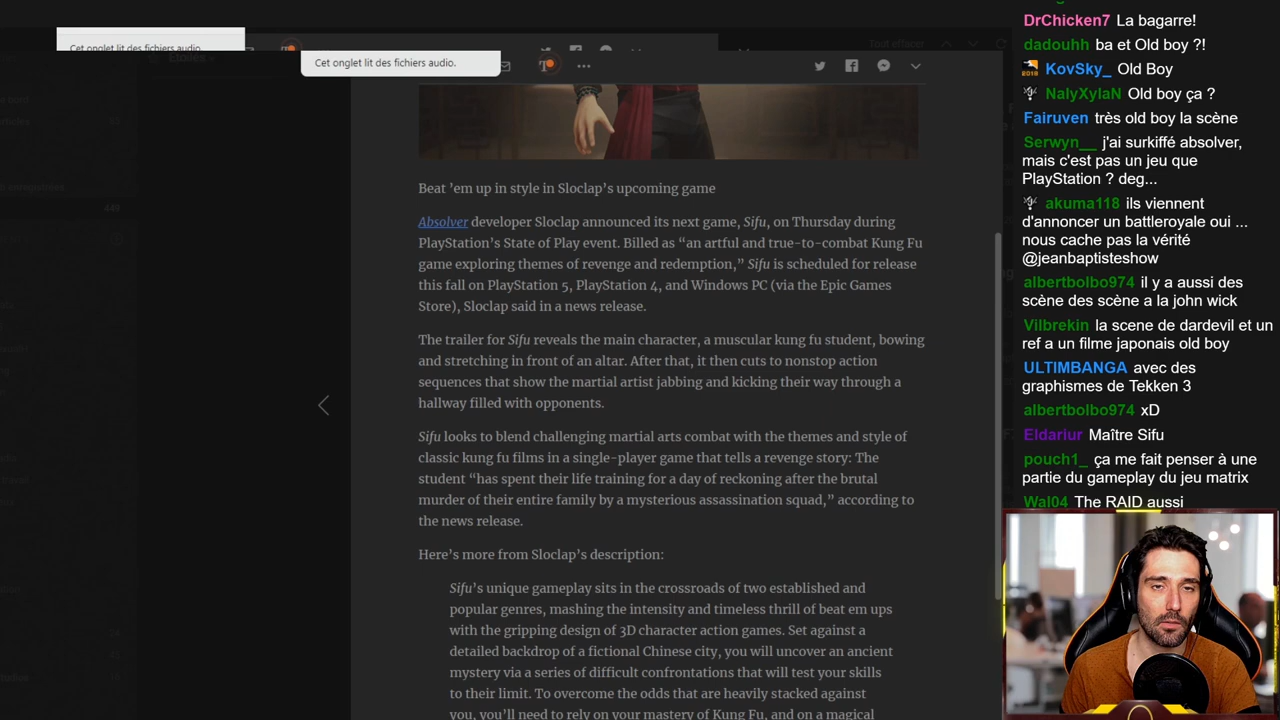 Cet onglet lit des fichiers audio.
Étoiles
Tout effacer
Cet onglet lit des fichiers audio.
449
Beat ’em up in style in Sloclap’s upcoming game
Absolver developer Sloclap announced its next game, Sifu, on Thursday during
PlayStation’s State of Play event. Billed as “an artful and true-to-combat Kung Fu
game exploring themes of revenge and redemption,” Sifu is scheduled for release
this fall on PlayStation 5, PlayStation 4, and Windows PC (via the Epic Games
Store), Sloclap said in a news release.
The trailer for Sifu reveals the main character, a muscular kung fu student, bowing
and stretching in front of an altar. After that, it then cuts to nonstop action
sequences that show the martial artist jabbing and kicking their way through a
hallway filled with opponents.
Sifu looks to blend challenging martial arts combat with the themes and style of
classic kung fu films in a single-player game that tells a revenge story: The
student “has spent their life training for a day of reckoning after the brutal
murder of their entire family by a mysterious assassination squad,” according to
the news release.
Here’s more from Sloclap’s description:
Sifu’s unique gameplay sits in the crossroads of two established and
popular genres, mashing the intensity and timeless thrill of beat em ups
with the gripping design of 3D character action games. Set against a
detailed backdrop of a fictional Chinese city, you will uncover an ancient
mystery via a series of difficult confrontations that will test your skills
to their limit. To overcome the odds that are heavily stacked against
you, you’ll need to rely on your mastery of Kung Fu, and on a magical
DrChicken7 La bagarre!
dadouhh ba et Old boy ?!
KovSky_ Old Boy
NalyXylaN Old boy ça ?
Fairuven très old boy la scène
Serwyn__ j'ai surkiffé absolver,
mais c'est pas un jeu que
PlayStation ? deg...
akuma118 ils viennent
d'annoncer un battleroyale oui ...
nous cache pas la vérité
@jeanbaptisteshow
albertbolbo974 il y a aussi des
scène des scène a la john wick
Vilbrekin la scene de dardevil et un
ref a un filme japonais old boy
ULTIMBANGA avec des
graphismes de Tekken 3
albertbolbo974 xD
Eldariur Maître Sifu
pouch1_ ça me fait penser à une
partie du gameplay du jeu matrix
Wal04 The RAID aussi